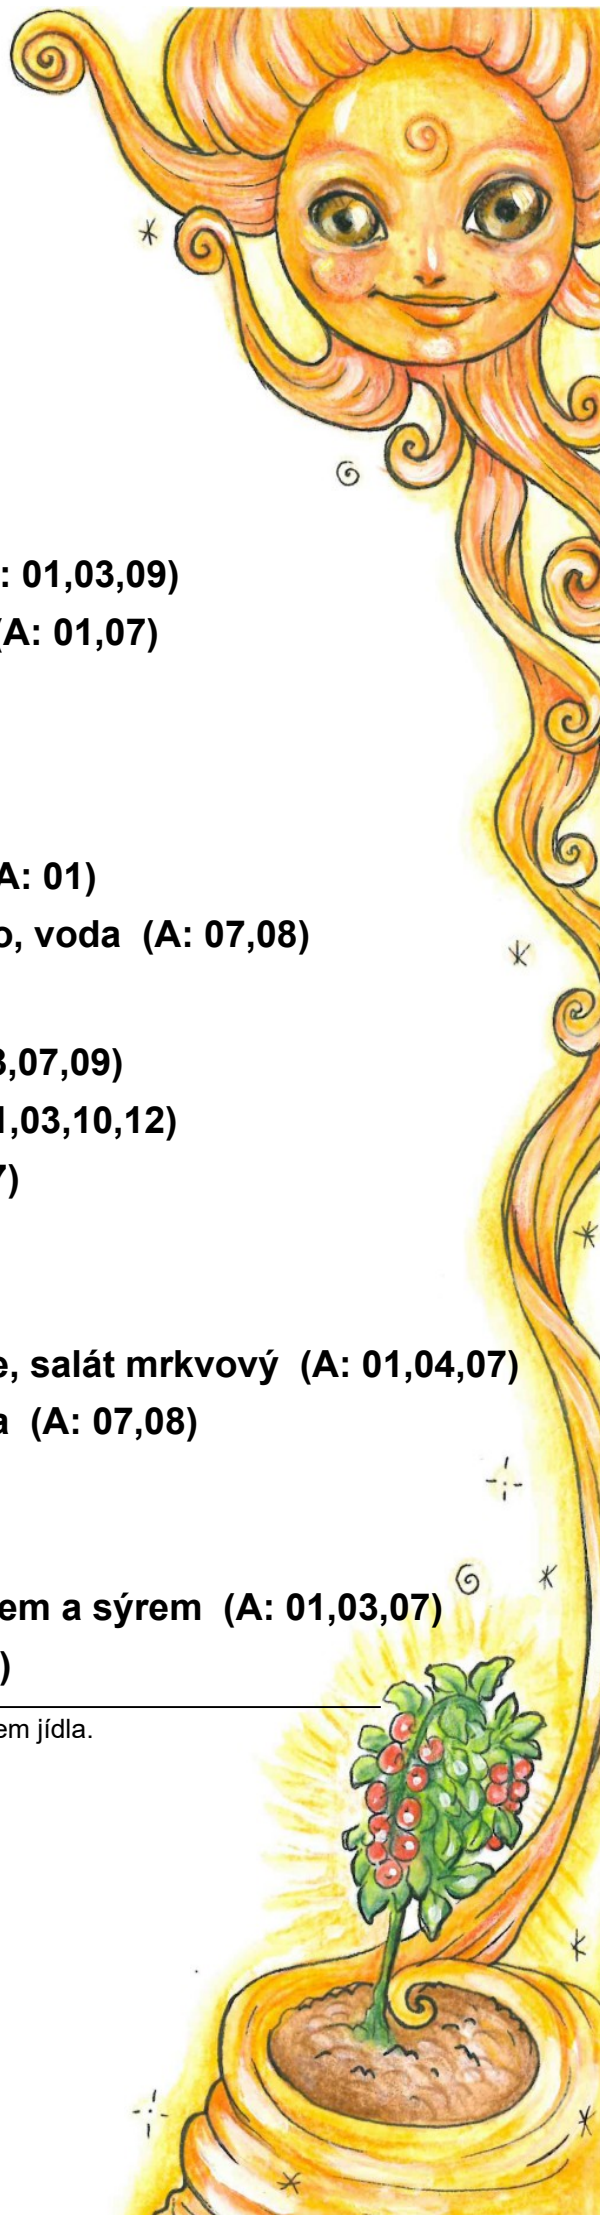 : 01,03,09)
(A: 01,07)
A: 01)
o, voda (A: 07,08)
3,07,09)
1,03,10,12)
7)
e, salát mrkvový (A: 01,04,07)
a (A: 07,08)
em a sýrem (A: 01,03,07)
)
em jídla.